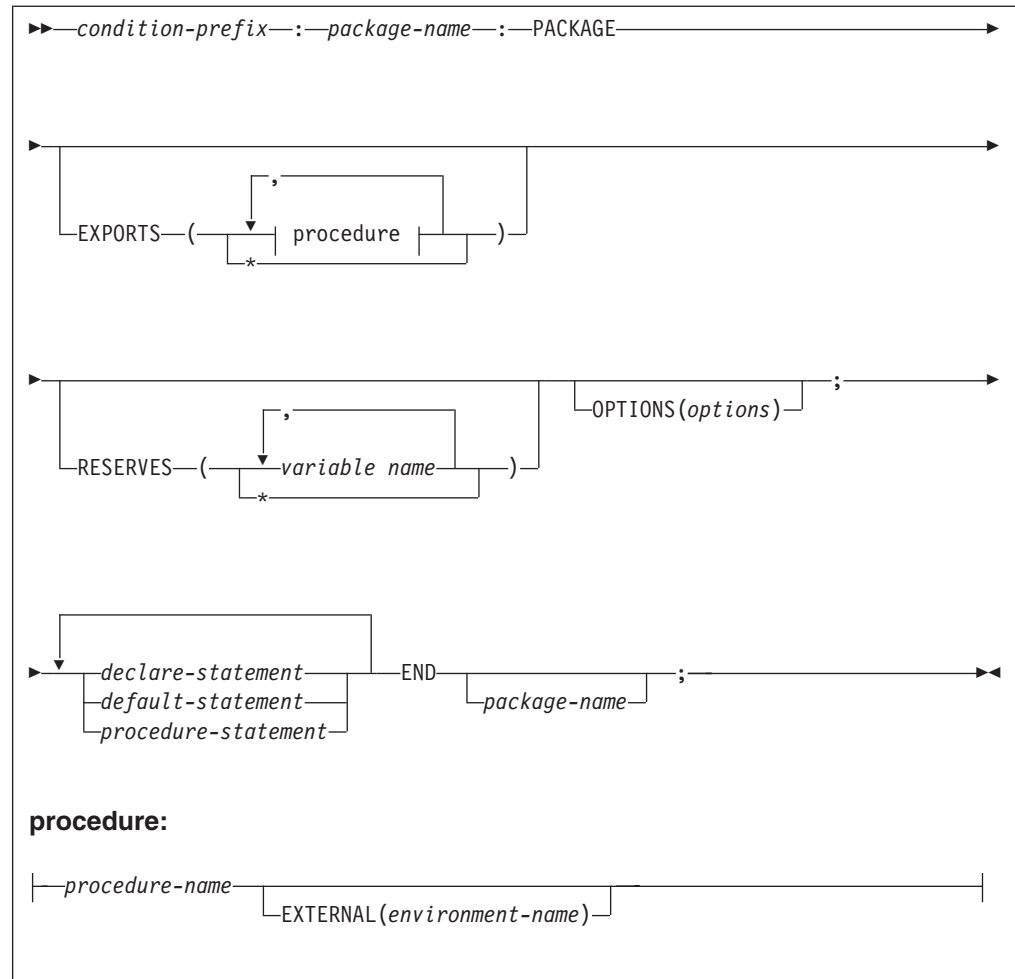 condition-prefix : package-name : PACKAGE
,
EXPORTS ( procedure )
*
,
RESERVES ( variable name )
*
OPTIONS(options)
;
declare-statement
default-statement
procedure-statement
END
package-name
;
procedure:
procedure-name
EXTERNAL(environment-name)